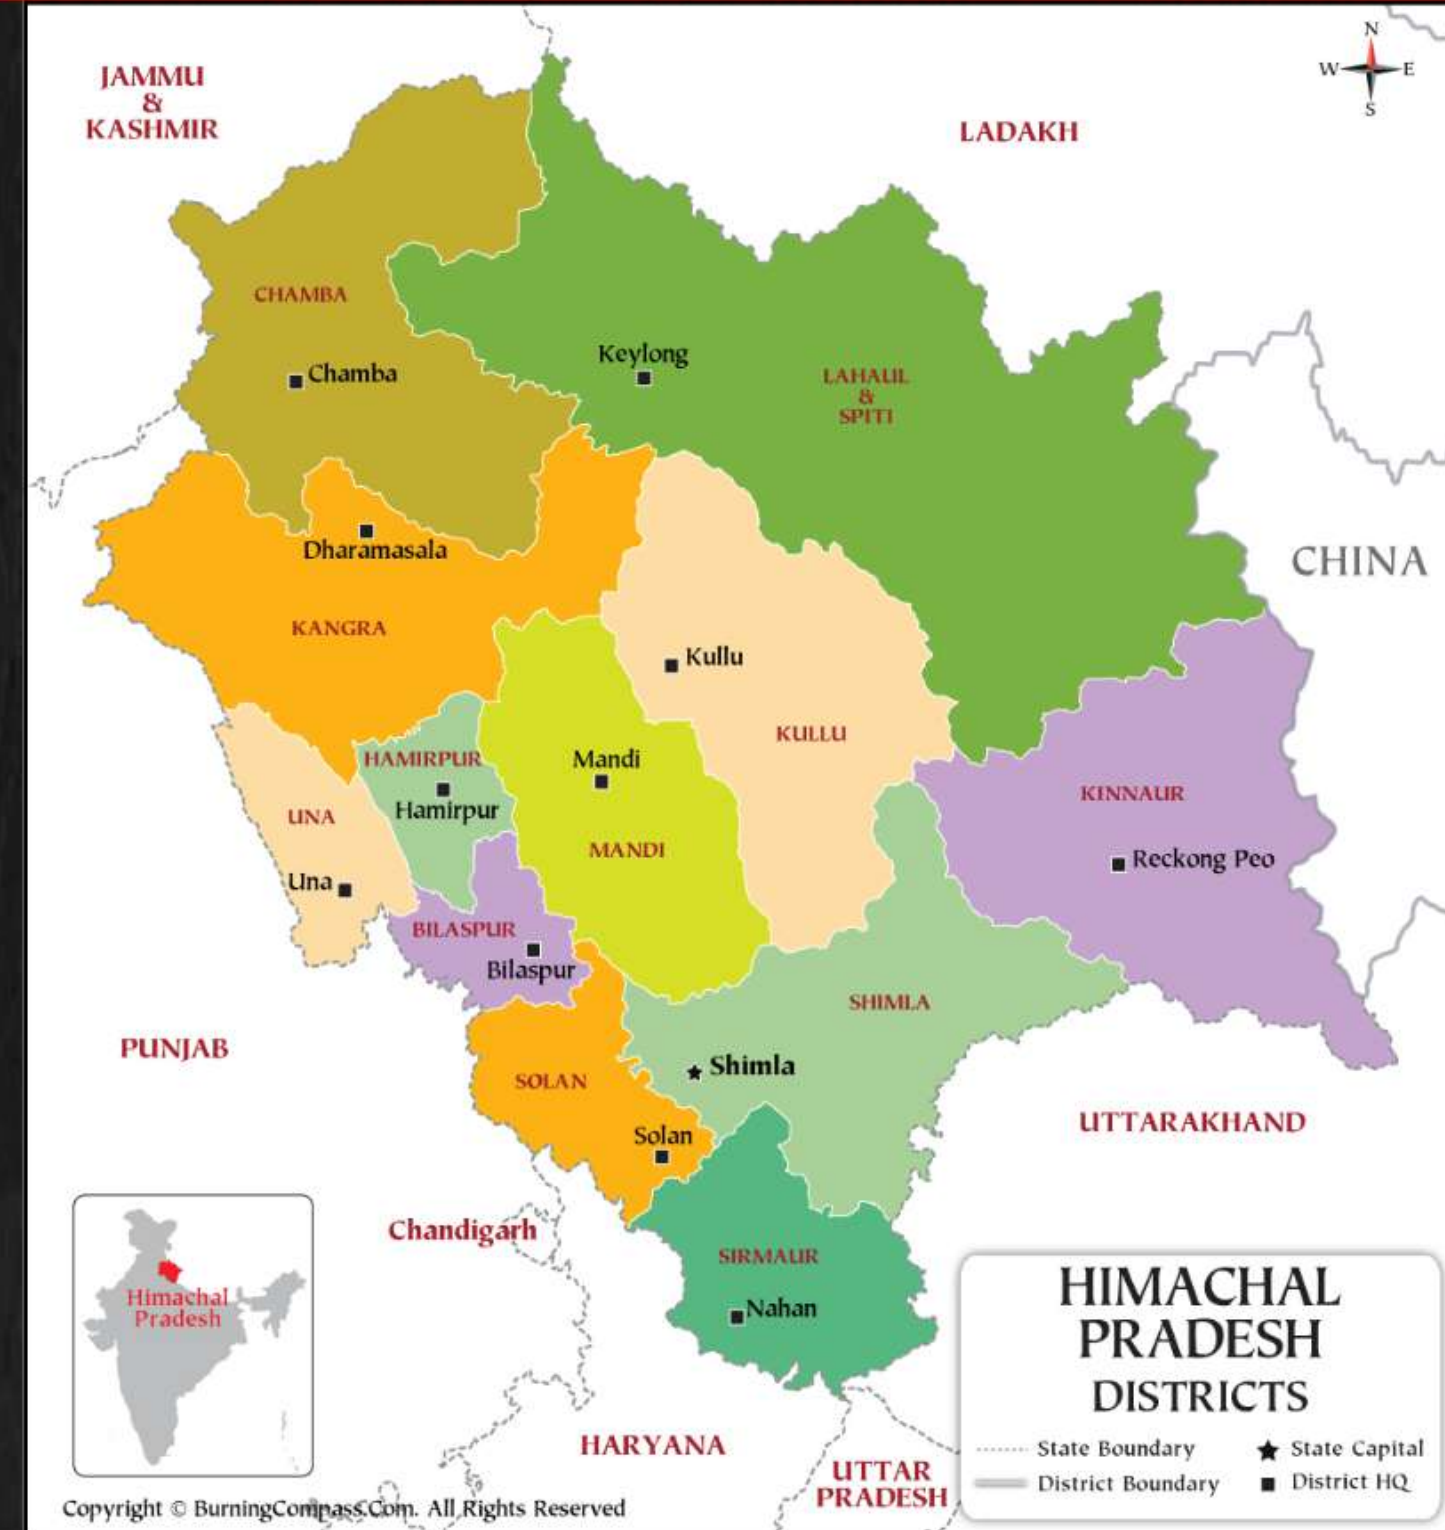 JAMMU
&
KASHMIR
N
W
E
S
LADAKH
CHAMBA
Chamba
Keylong
LAHAUL
&
SPITI
Dharamasala
KANGRA
CHINA
Kullu
KULLU
Mandi
MANDI
HAMIRPUR
Hamirpur
UNA
Una
KINNAUR
Reckong Peo
BILASPUR
Bilaspur
SHIMLA
Shimla
PUNJAB
SOLAN
Solan
UTTARAKHAND
Chandigarh
SIRMAUR
Nahan
Himachal
Pradesh
HARYANA
UTTAR
PRADESH
HIMACHAL
PRADESH
DISTRICTS
State Boundary
State Capital
District Boundary
District HQ
Copyright © BurningCompass.Com. All Rights Reserved